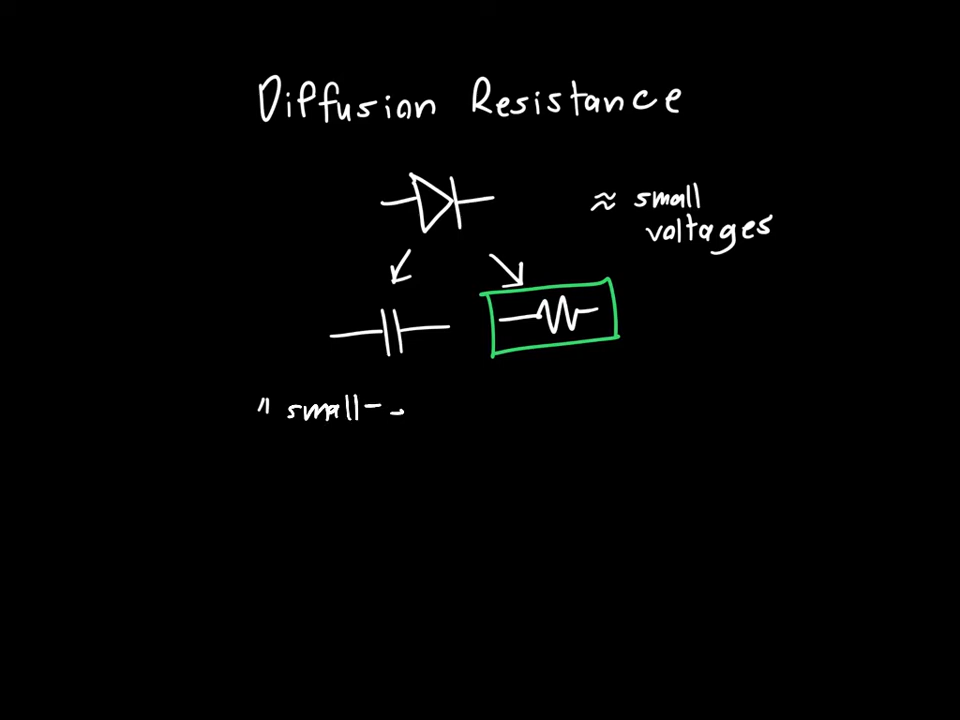 Diffusion Resistance
≈ small
voltages
" small-